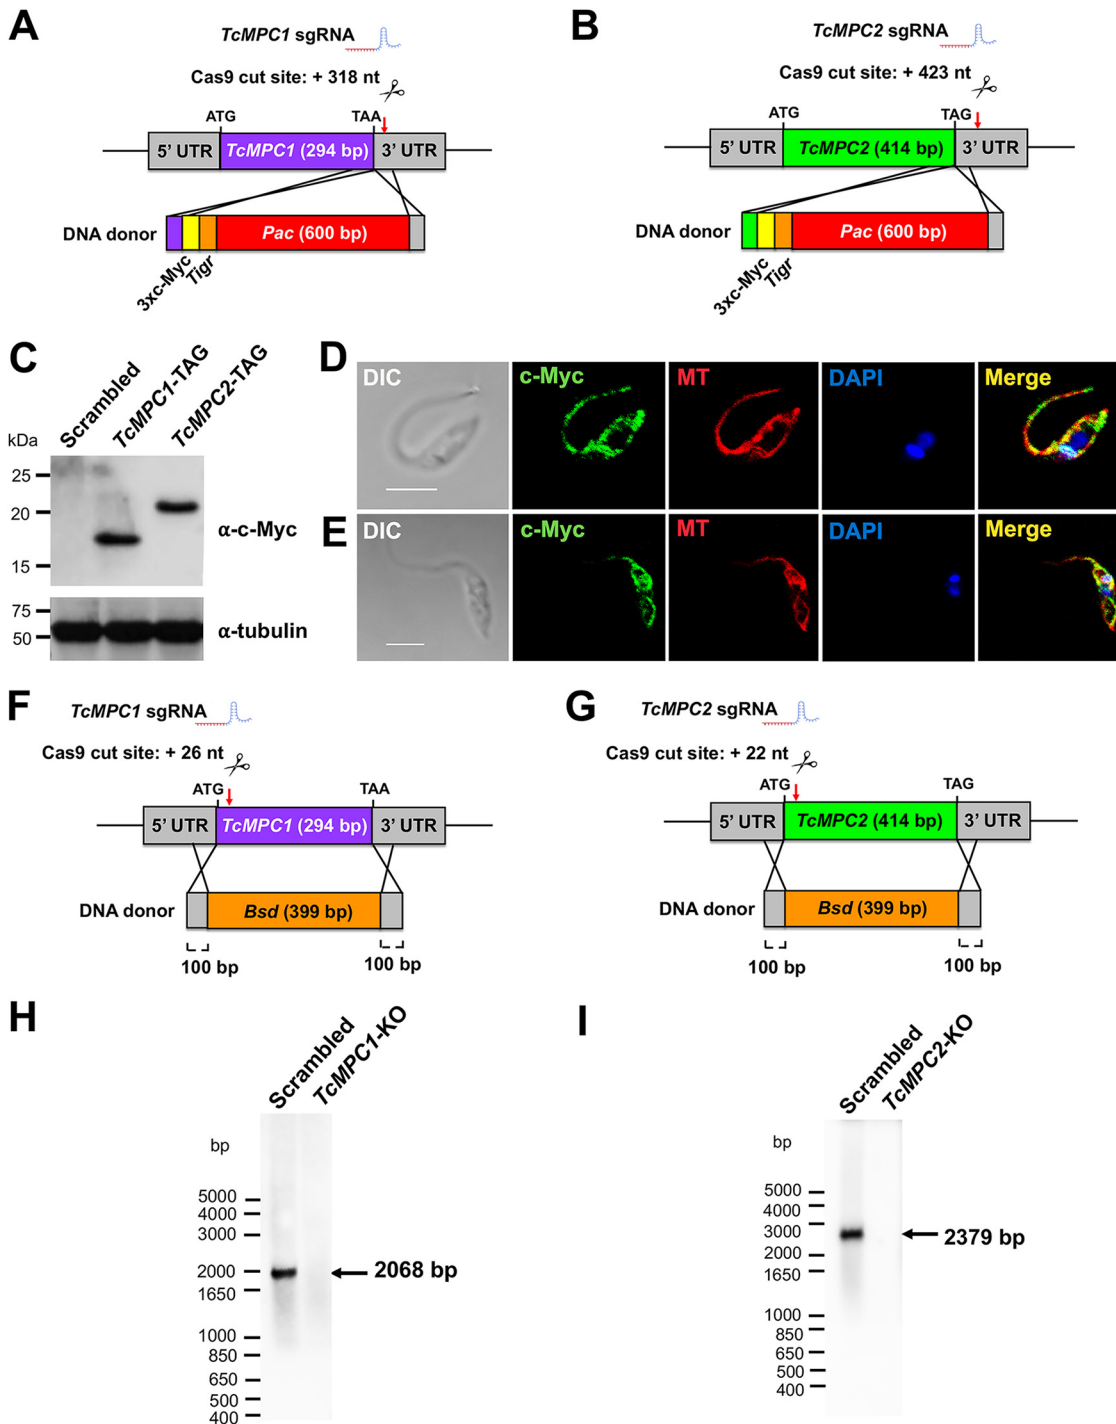 A
TcMPC1 sgRNA
Cas9 cut site: + 318 nt
ATG
TAA
5' UTR
TcMPC1 (294 bp)
3' UTR
DNA donor
Pac (600 bp)
3xc-Myc
Tigr
B
TcMPC2 sgRNA
Cas9 cut site: + 423 nt
ATG
TAG
5' UTR
TcMPC2 (414 bp)
3' UTR
DNA donor
Pac (600 bp)
3xc-Myc
Tigr
C
Scrambled
TcMPC1-TAG
TcMPC2-TAG
kDa
25
20
15
α-c-Myc
75
50
α-tubulin
D
DIC
c-Myc
MT
DAPI
Merge
E
DIC
c-Myc
MT
DAPI
Merge
F
TcMPC1 sgRNA
Cas9 cut site: + 26 nt
ATG
TAA
5' UTR
TcMPC1 (294 bp)
3' UTR
DNA donor
Bsd (399 bp)
100 bp
100 bp
G
TcMPC2 sgRNA
Cas9 cut site: + 22 nt
ATG
TAG
5' UTR
TcMPC2 (414 bp)
3' UTR
DNA donor
Bsd (399 bp)
100 bp
100 bp
H
Scrambled
TcMPC1-KO
bp
5000
4000
3000
2000
1650
1000
850
650
500
400
2068 bp
I
Scrambled
TcMPC2-KO
bp
5000
4000
3000
2000
1650
1000
850
650
500
400
2379 bp